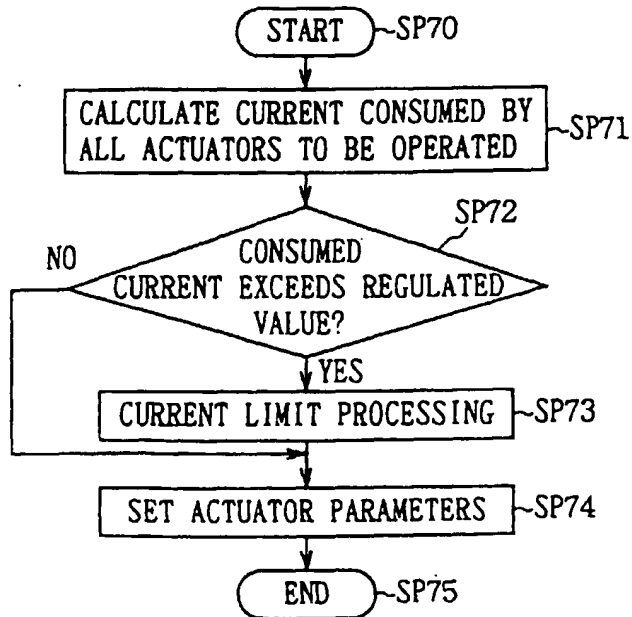 START SP70
CALCULATE CURRENT CONSUMED BY
ALL ACTUATORS TO BE OPERATED
SP71
SP72
NO
CONSUMED
CURRENT EXCEEDS REGULATED
VALUE?
YES
CURRENT LIMIT PROCESSING SP73
SET ACTUATOR PARAMETERS SP74
END SP75